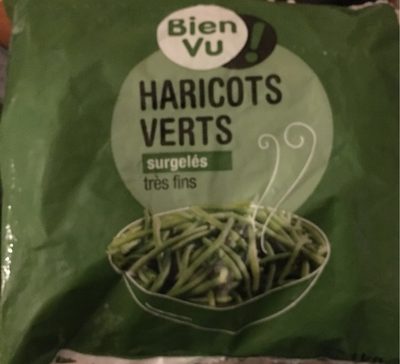 Bien
Vu !
HARICOTS
VERTS
surgelés
très fins